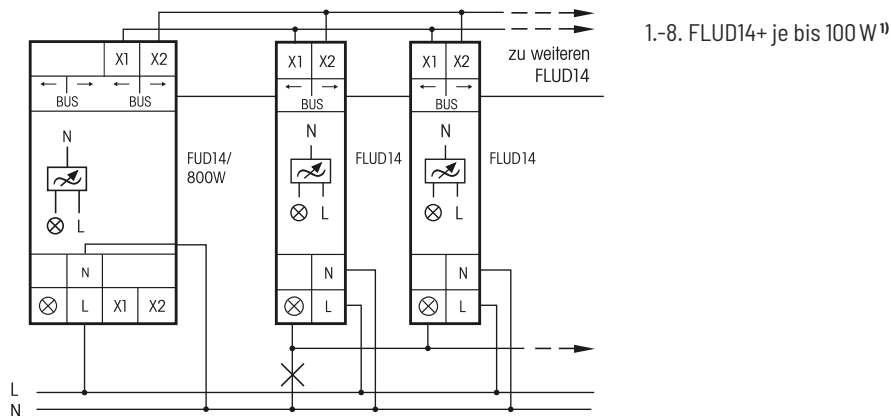 1.-8. FLUD14+ je bis 100 W 1)
X1 X2
X1 X2
X1 X2
zu weiteren
FLUD14
BUS
BUS
BUS
BUS
N
N
N
FUD14/
800W
FLUD14
FLUD14
L
L
L
N
N
N
L X1 X2
L
L
L
N